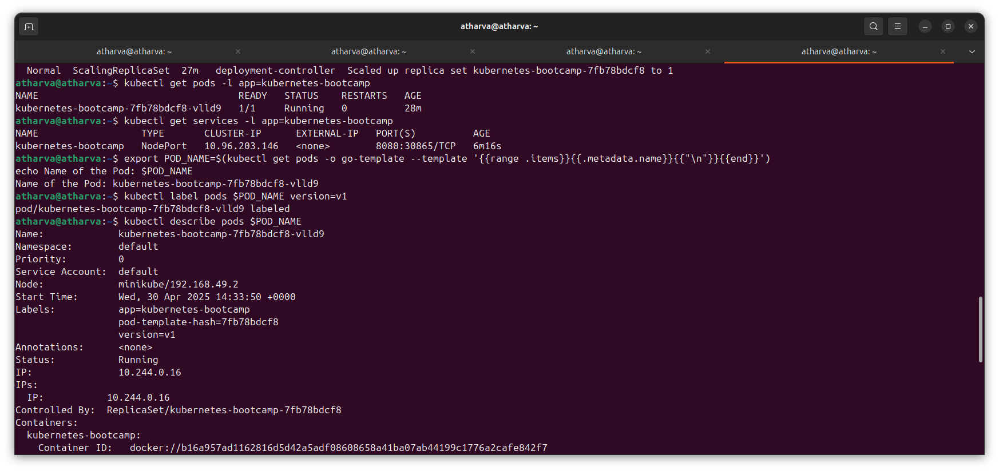 atharva@atharva: ~
atharva@atharva: ~ atharva@atharva: ~ atharva@atharva: ~ atharva@atharva: ~
  Normal  ScalingReplicaSet  27m   deployment-controller  Scaled up replica set kubernetes-bootcamp-7fb78bdcf8 to 1
atharva@atharva:~$ kubectl get pods -l app=kubernetes-bootcamp
NAME                                   READY   STATUS    RESTARTS   AGE
kubernetes-bootcamp-7fb78bdcf8-vlld9   1/1     Running   0          28m
atharva@atharva:~$ kubectl get services -l app=kubernetes-bootcamp
NAME                  TYPE       CLUSTER-IP      EXTERNAL-IP   PORT(S)          AGE
kubernetes-bootcamp   NodePort   10.96.203.146   <none>        8080:30865/TCP   6m16s
atharva@atharva:~$ export POD_NAME=$(kubectl get pods -o go-template --template '{{range .items}}{{.metadata.name}}{{"\n"}}{{end}}')
echo Name of the Pod: $POD_NAME
Name of the Pod: kubernetes-bootcamp-7fb78bdcf8-vlld9
atharva@atharva:~$ kubectl label pods $POD_NAME version=v1
pod/kubernetes-bootcamp-7fb78bdcf8-vlld9 labeled
atharva@atharva:~$ kubectl describe pods $POD_NAME
Name:             kubernetes-bootcamp-7fb78bdcf8-vlld9
Namespace:        default
Priority:         0
Service Account:  default
Node:             minikube/192.168.49.2
Start Time:       Wed, 30 Apr 2025 14:33:50 +0000
Labels:           app=kubernetes-bootcamp
                  pod-template-hash=7fb78bdcf8
                  version=v1
Annotations:      <none>
Status:           Running
IP:               10.244.0.16
IPs:
  IP:           10.244.0.16
Controlled By:  ReplicaSet/kubernetes-bootcamp-7fb78bdcf8
Containers:
  kubernetes-bootcamp:
    Container ID:   docker://b16a957ad1162816d5d42a5adf08608658a41ba07ab44199c1776a2cafe842f7